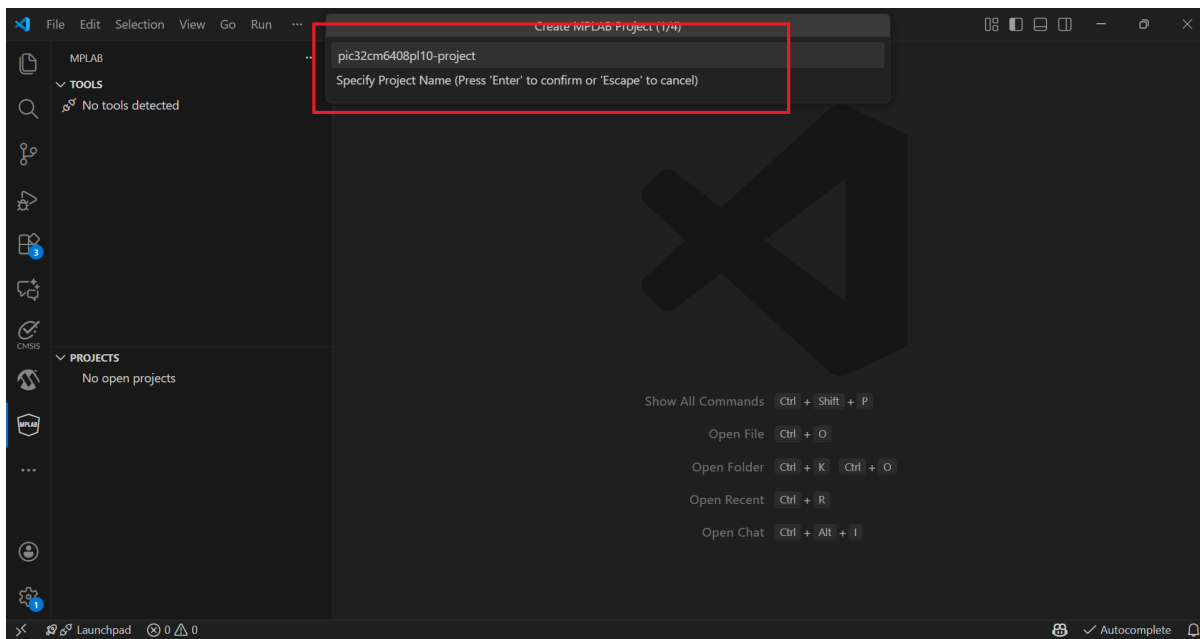 File Edit Selection View Go Run ···
Create MPLAB Project (1/4)
pic32cm6408pl10-project
Specify Project Name (Press 'Enter' to confirm or 'Escape' to cancel)
MPLAB
TOOLS
No tools detected
3
CMSIS
MPLAB
PROJECTS
No open projects
Show All Commands Ctrl + Shift + P
Open File Ctrl + O
Open Folder Ctrl + K Ctrl + O
Open Recent Ctrl + R
Open Chat Ctrl + Alt + I
1
Launchpad 0 0 Autocomplete